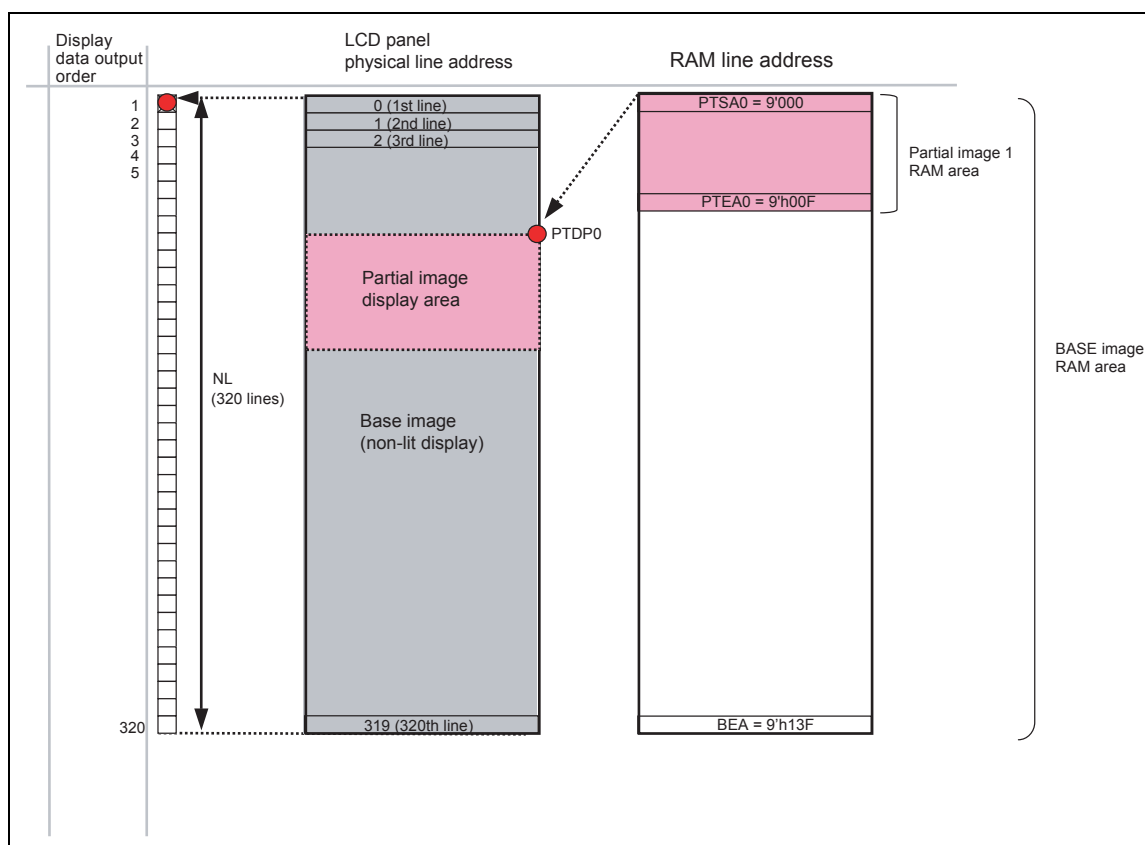 Display
data output
order
LCD panel
physical line address
RAM line address
1
2
3
4
5
320
NL
(320 lines)
0 (1st line)
1 (2nd line)
2 (3rd line)
PTDP0
Partial image
display area
Base image
(non-lit display)
319 (320th line)
PTSA0 = 9'000
PTEA0 = 9'h00F
BEA = 9'h13F
Partial image 1
RAM area
BASE image
RAM area